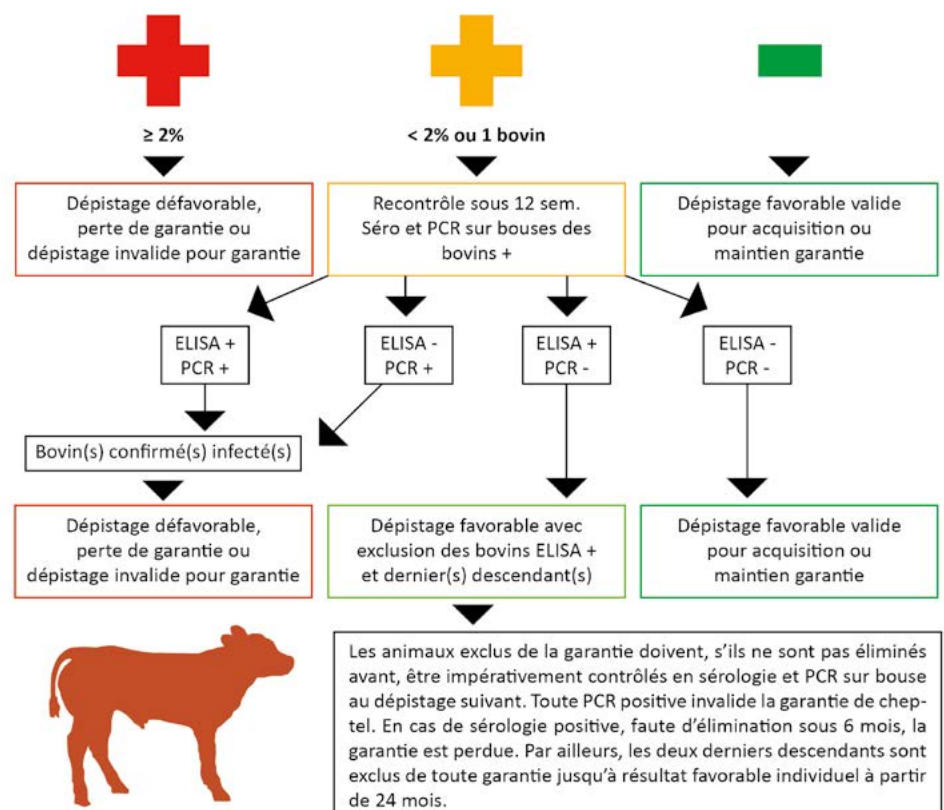 ≥ 2%
< 2% ou 1 bovin
Dépistage défavorable,
perte de garantie ou
dépistage invalide pour garantie
Recontrôle sous 12 sem.
Séro et PCR sur bouses des
bovins +
Dépistage favorable valide
pour acquisition ou
maintien garantie
ELISA +
PCR +
ELISA -
PCR +
ELISA +
PCR -
ELISA -
PCR -
Bovin(s) confirmé(s) infecté(s)
Dépistage défavorable,
perte de garantie ou
dépistage invalide pour garantie
Dépistage favorable avec
exclusion des bovins ELISA +
et dernier(s) descendant(s)
Dépistage favorable valide
pour acquisition ou
maintien garantie
Les animaux exclus de la garantie doivent, s’ils ne sont pas éliminés
avant, être impérativement contrôlés en sérologie et PCR sur bouse
au dépistage suivant. Toute PCR positive invalide la garantie de chep-
tel. En cas de sérologie positive, faute d’élimination sous 6 mois, la
garantie est perdue. Par ailleurs, les deux derniers descendants sont
exclus de toute garantie jusqu’à résultat favorable individuel à partir
de 24 mois.